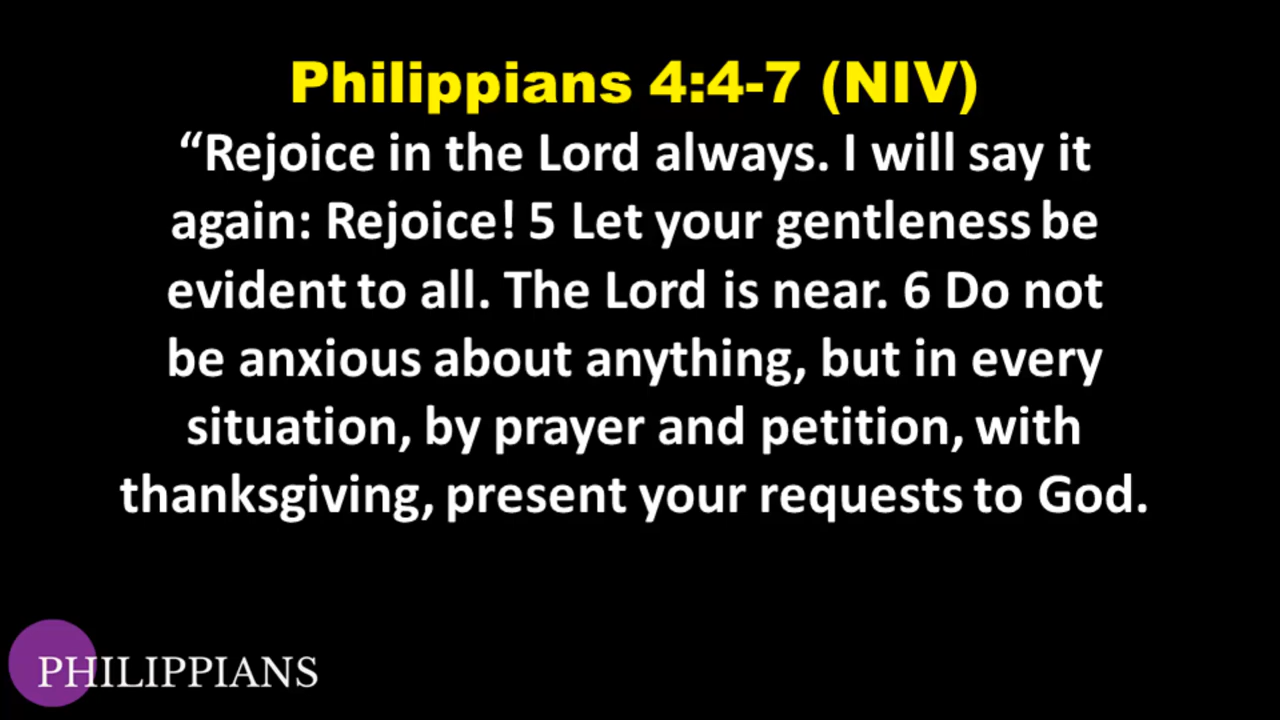 Philippians 4:4-7 (NIV)
“Rejoice in the Lord always. I will say it
again: Rejoice! 5 Let your gentleness be
evident to all. The Lord is near. 6 Do not
be anxious about anything, but in every
situation, by prayer and petition, with
thanksgiving, present your requests to God.
PHILIPPIANS